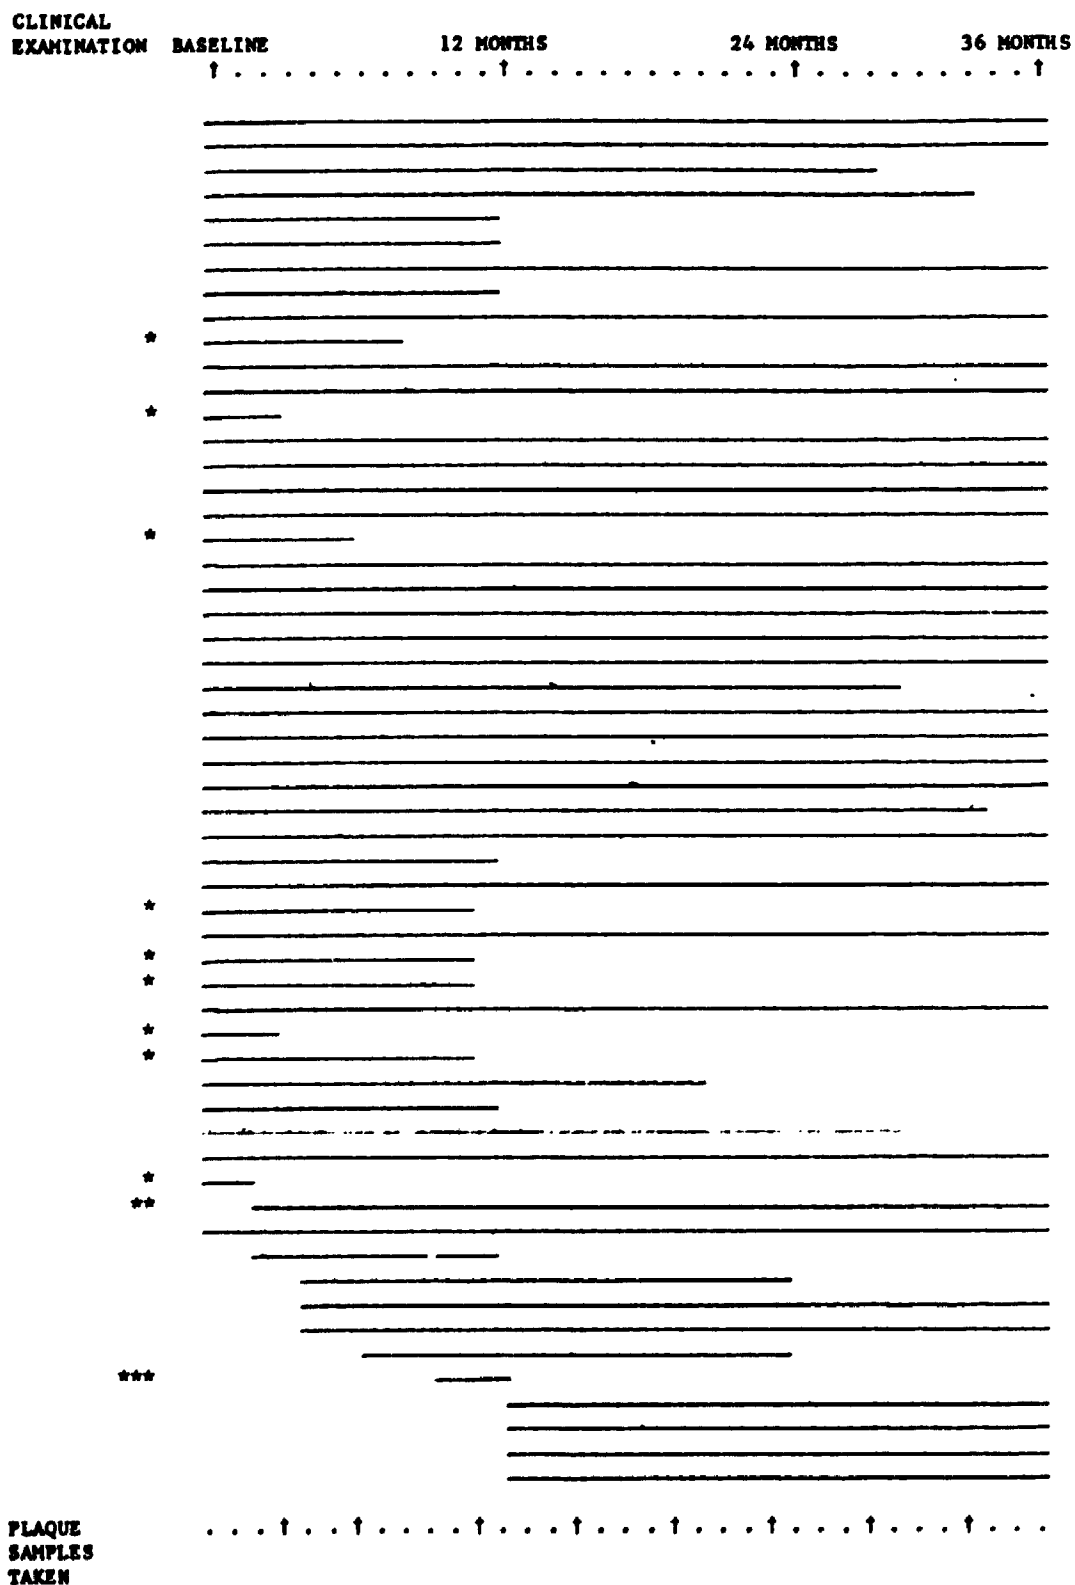 CLINICAL
EXAMINATION BASELINE 12 MONTHS 24 MONTHS 36 MONTHS
*
*
*
*
*
*
*
*
*
**
***
PLAQUE
SAMPLES
TAKEN